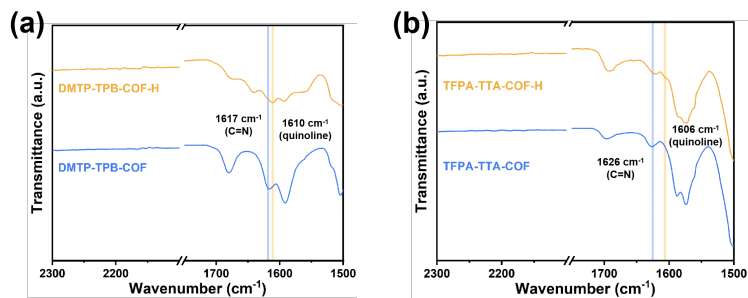 (a)
Transmittance (a.u.)
DMTP-TPB-COF-H
1617 cm⁻¹
(C=N)
1610 cm⁻¹
(quinoline)
DMTP-TPB-COF
2300 2200 1700 1600 1500
Wavenumber (cm⁻¹)
(b)
Transmittance (a.u.)
TFPA-TTA-COF-H
1606 cm⁻¹
(quinoline)
1626 cm⁻¹
(C=N)
TFPA-TTA-COF
2300 2200 1700 1600 1500
Wavenumber (cm⁻¹)